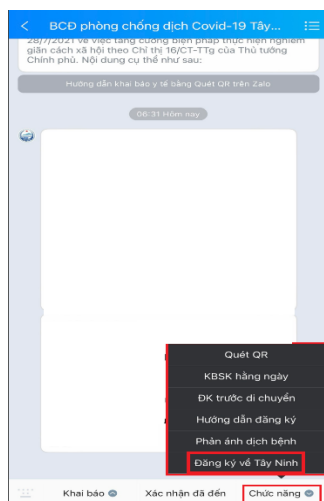 BCĐ phòng chống dịch Covid-19 Tây...
28/7/2021 về việc tăng cường biện pháp thực hiện nghiêm
giãn cách xã hội theo Chỉ thị 16/CT-TTg của Thủ tướng
Chính phủ. Nội dung cụ thể như sau:
Hướng dẫn khai báo y tế bằng Quét QR trên Zalo
06:31 Hôm nay
Quét QR
KBSK hằng ngày
ĐK trước di chuyển
Hướng dẫn đăng ký
Phản ánh dịch bệnh
Đăng ký về Tây Ninh
Khai báo
Xác nhận đã đến
Chức năng